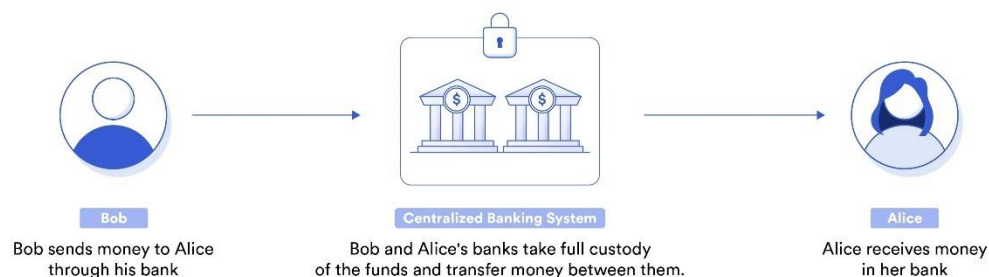 $ $
Bob
Centralized Banking System
Alice
Bob sends money to Alice
through his bank
Bob and Alice's banks take full custody
of the funds and transfer money between them.
Alice receives money
in her bank